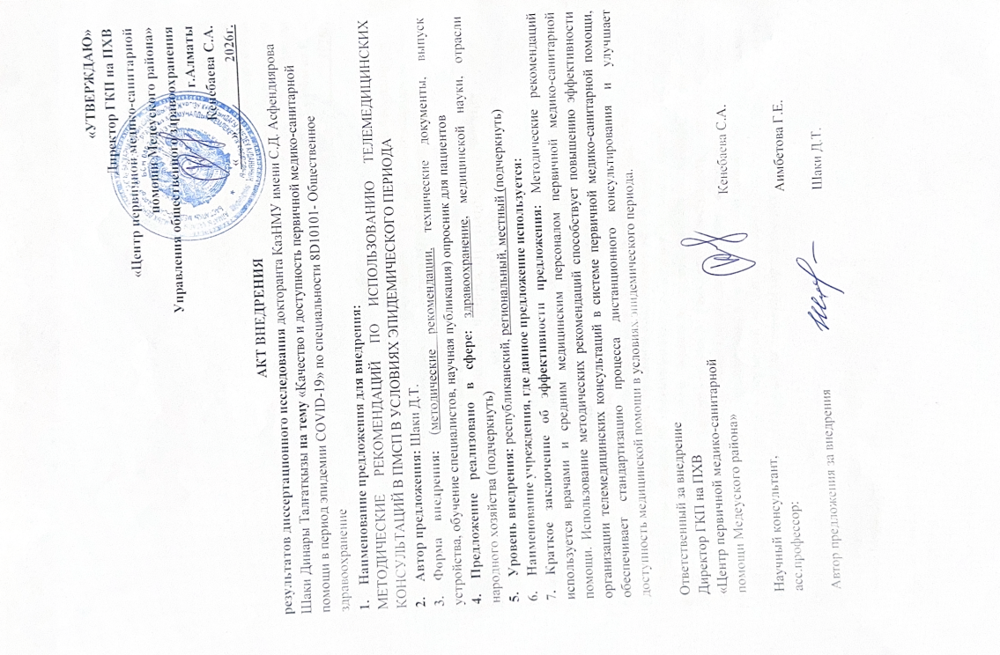 «УТВЕРЖДАЮ»
Директор ГКП на ПХВ
«Центр первичной медико-санитарной
помощи Медеуского района»
Управления общественного здравоохранения
г.Алматы
Кенебаева С.А.
2026г.
АКТ ВНЕДРЕНИЯ
результатов диссертационного исследования докторанта КазНМУ имени С.Д. Асфендиярова
Шаки Динары Талгатқызы на тему «Качество и доступность первичной медико-санитарной
помощи в период эпидемии COVID-19» по специальности 8D10101- Общественное
здравоохранение
1. Наименование предложения для внедрения:
МЕТОДИЧЕСКИЕ РЕКОМЕНДАЦИЙ ПО ИСПОЛЬЗОВАНИЮ ТЕЛЕМЕДИЦИНСКИХ
КОНСУЛЬТАЦИЙ В ПМСП В УСЛОВИЯХ ЭПИДЕМИЧЕСКОГО ПЕРИОДА
2. Автор предложения: Шаки Д.Т.
3. Форма внедрения: (методические рекомендации, технические документы, выпуск
устройства, обучение специалистов, научная публикация) опросник для пациентов
4. Предложение реализовано в сфере: здравоохранение, медицинской науки, отрасли
народного хозяйства (подчеркнуть)
5. Уровень внедрения: республиканский, региональный, местный (подчеркнуть)
6. Наименование учреждения, где данное предложение используется:
7. Краткое заключение об эффективности предложения: Методические рекомендаций
используется врачами и средним медицинским персоналом первичной медико-санитарной
помощи. Использование методических рекомендаций способствует повышению эффективности
организации телемедицинских консультаций в системе первичной медико-санитарной помощи,
обеспечивает стандартизацию процесса дистанционного консультирования и улучшает
доступность медицинской помощи в условиях эпидемического периода.
Ответственный за внедрение
Директор ГКП на ПХВ
«Центр первичной медико-санитарной
помощи Медеуского района» Кенебаева С.А.
Научный консультант,
асс.профессор: Аимбетова Г.Е.
Автор предложения за внедрения Шаки Д.Т.